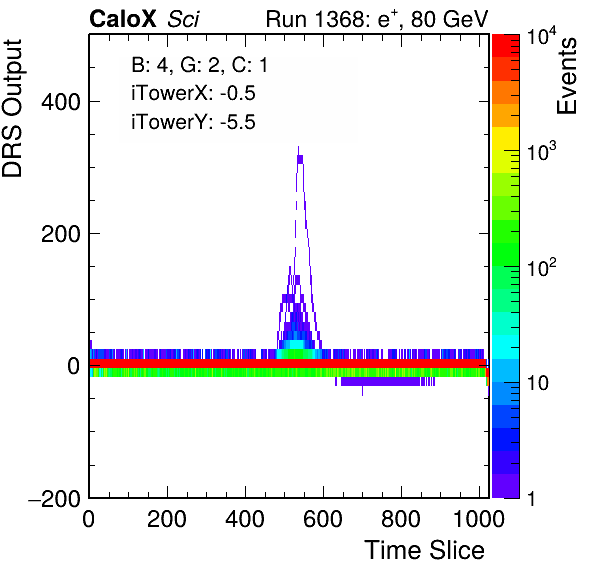 CaloX Sci Run 1368: e⁺, 80 GeV
B: 4, G: 2, C: 1
iTowerX: -0.5
iTowerY: -5.5
DRS Output
400
200
0
−200
0 200 400 600 800 1000
Time Slice
Events
10⁴
10³
10²
10
1